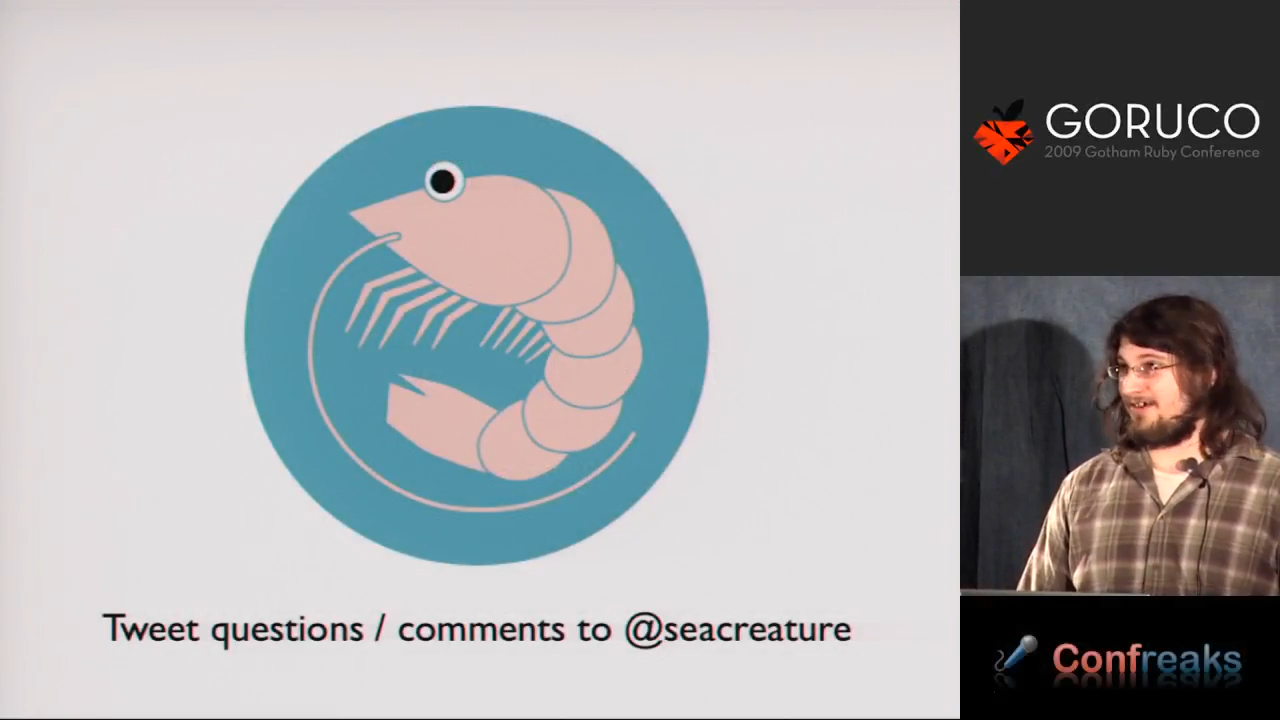 Tweet questions / comments to @seacreature
GORUCO
2009 Gotham Ruby Conference
Confreaks